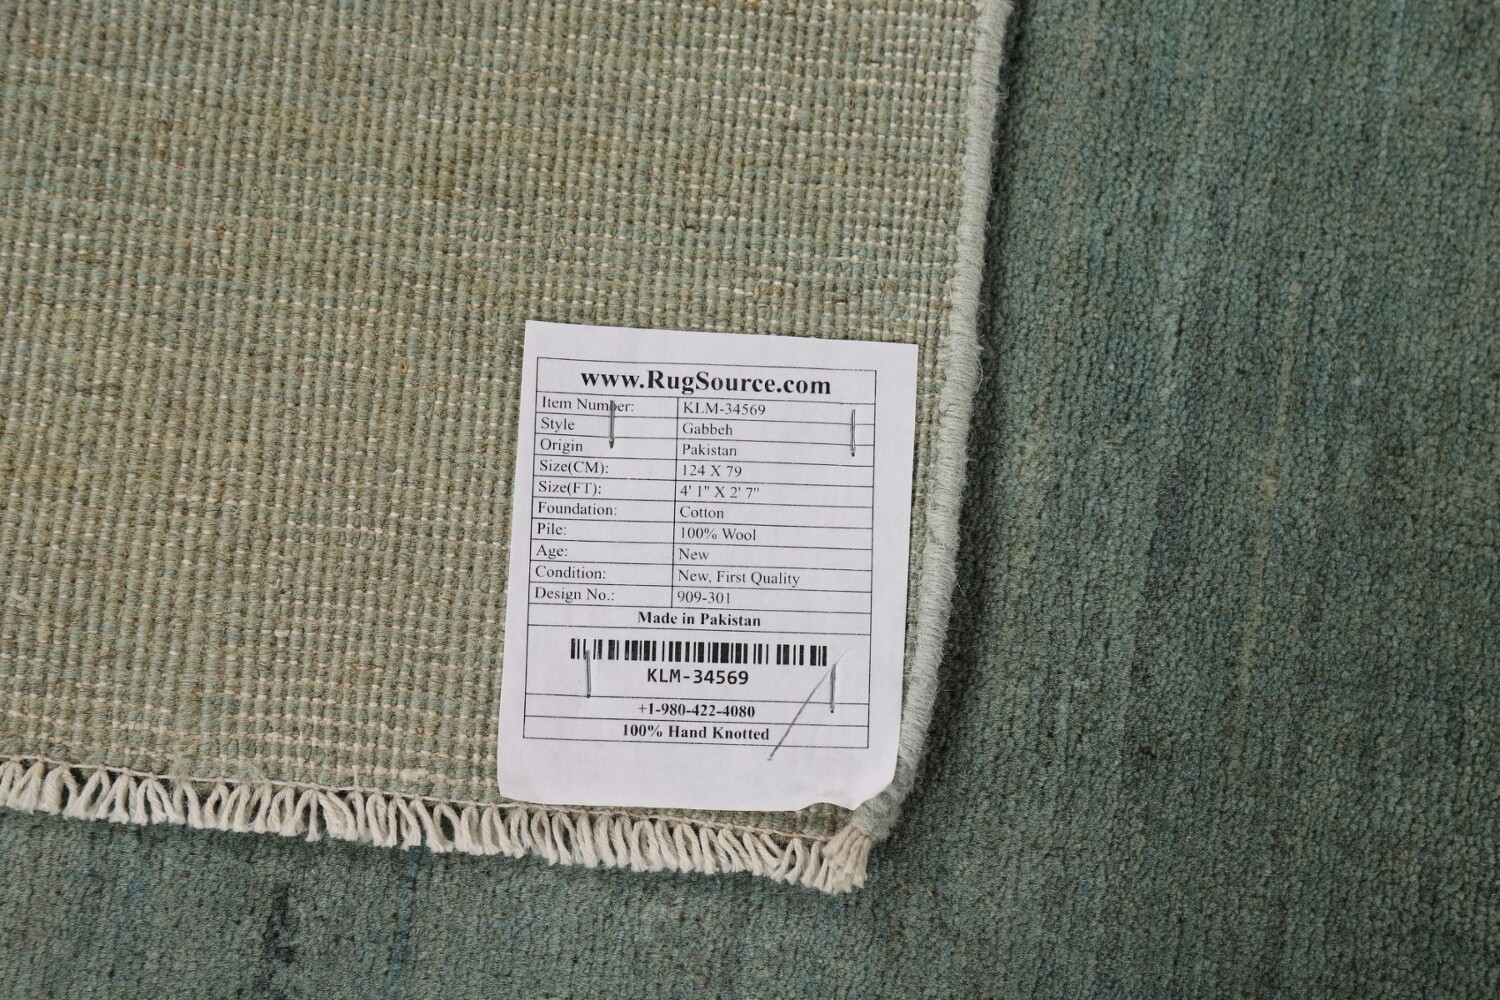 www.RugSource.com
Item Number: KLM-34569
Style Gabbeh
Origin Pakistan
Size(CM): 124 X 79
Size(FT): 4' 1" X 2' 7"
Foundation: Cotton
Pile: 100% Wool
Age: New
Condition: New, First Quality
Design No.: 909-301
Made in Pakistan
KLM-34569
+1-980-422-4080
100% Hand Knotted